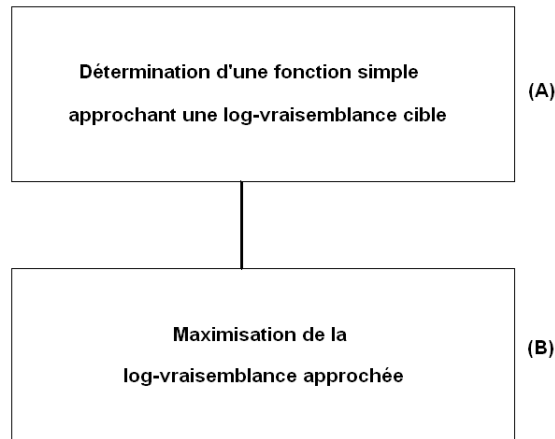 Détermination d'une fonction simple
approchant une log-vraisemblance cible
(A)
Maximisation de la
log-vraisemblance approchée
(B)